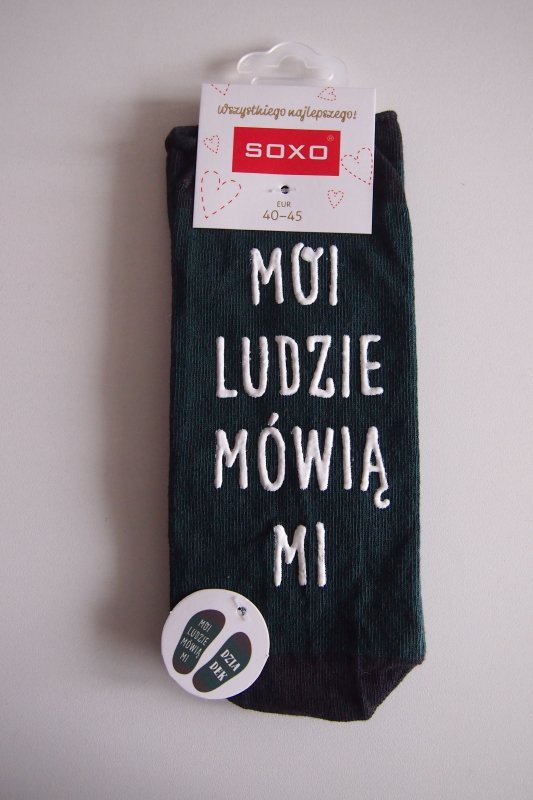 Wszystkiego najlepszego!
SOXO®
EUR
40–45
MOI
LUDZIE
MÓWIĄ
MI
MOI
LUDZIE
MÓWIĄ
MI
DZIA
DEK